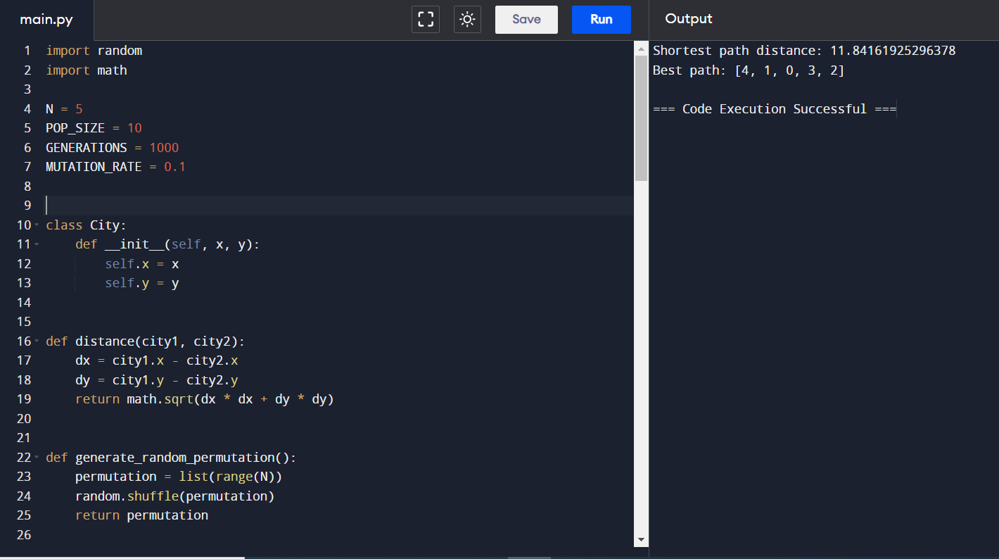 main.py
Save
Run
Output
1 import random
2 import math
3
4 N = 5
5 POP_SIZE = 10
6 GENERATIONS = 1000
7 MUTATION_RATE = 0.1
8
9
10 class City:
11     def __init__(self, x, y):
12         self.x = x
13         self.y = y
14
15
16 def distance(city1, city2):
17     dx = city1.x - city2.x
18     dy = city1.y - city2.y
19     return math.sqrt(dx * dx + dy * dy)
20
21
22 def generate_random_permutation():
23     permutation = list(range(N))
24     random.shuffle(permutation)
25     return permutation
26
Shortest path distance: 11.84161925296378
Best path: [4, 1, 0, 3, 2]
=== Code Execution Successful ===